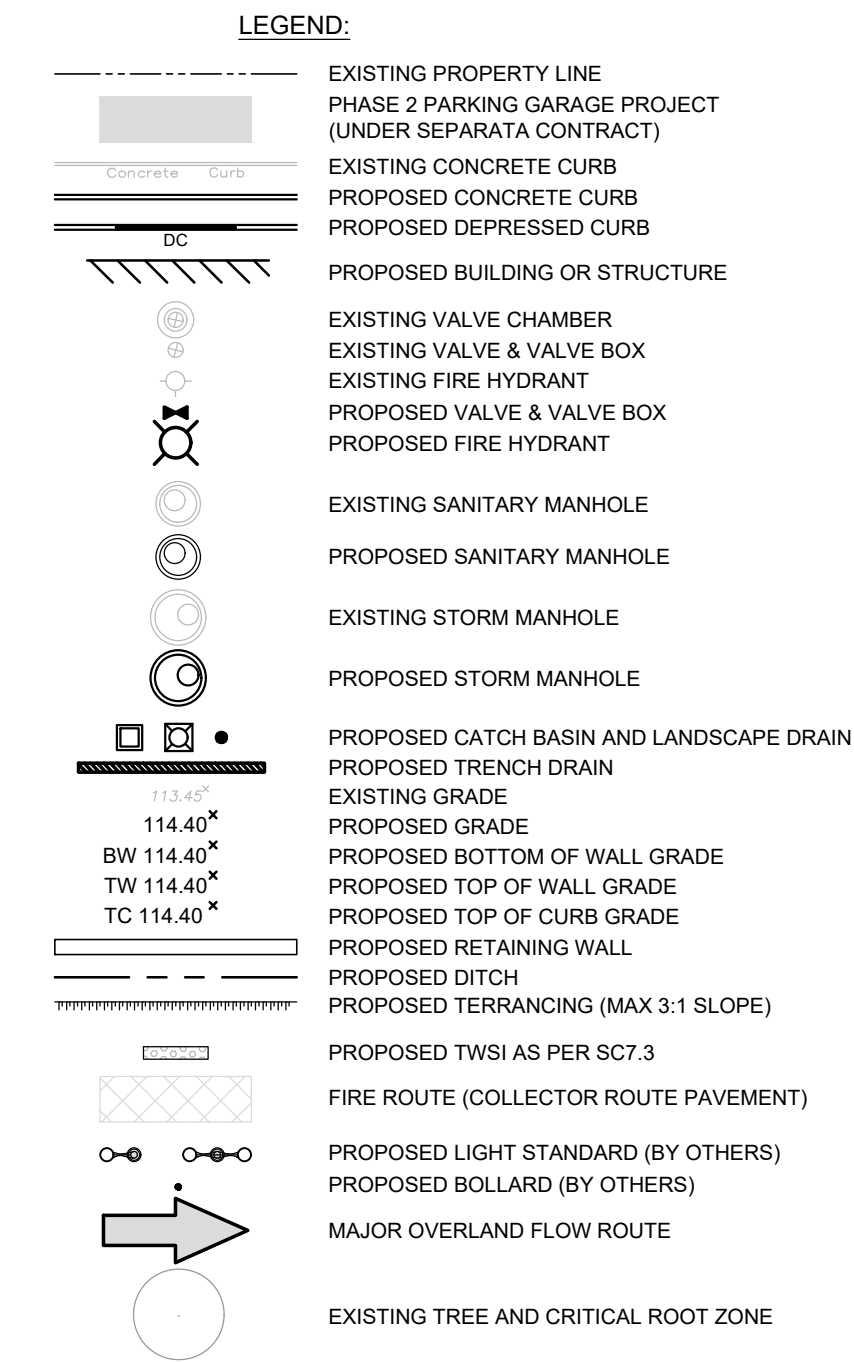 LEGEND:
EXISTING PROPERTY LINE
PHASE 2 PARKING GARAGE PROJECT
(UNDER SEPARATA CONTRACT)
Concrete Curb EXISTING CONCRETE CURB
PROPOSED CONCRETE CURB
PROPOSED DEPRESSED CURB
DC
PROPOSED BUILDING OR STRUCTURE
EXISTING VALVE CHAMBER
EXISTING VALVE & VALVE BOX
EXISTING FIRE HYDRANT
PROPOSED VALVE & VALVE BOX
PROPOSED FIRE HYDRANT
EXISTING SANITARY MANHOLE
PROPOSED SANITARY MANHOLE
EXISTING STORM MANHOLE
PROPOSED STORM MANHOLE
PROPOSED CATCH BASIN AND LANDSCAPE DRAIN
PROPOSED TRENCH DRAIN
113.45× EXISTING GRADE
114.40× PROPOSED GRADE
BW 114.40× PROPOSED BOTTOM OF WALL GRADE
TW 114.40× PROPOSED TOP OF WALL GRADE
TC 114.40× PROPOSED TOP OF CURB GRADE
PROPOSED RETAINING WALL
PROPOSED DITCH
PROPOSED TERRANCING (MAX 3:1 SLOPE)
PROPOSED TWSI AS PER SC7.3
FIRE ROUTE (COLLECTOR ROUTE PAVEMENT)
PROPOSED LIGHT STANDARD (BY OTHERS)
PROPOSED BOLLARD (BY OTHERS)
MAJOR OVERLAND FLOW ROUTE
EXISTING TREE AND CRITICAL ROOT ZONE